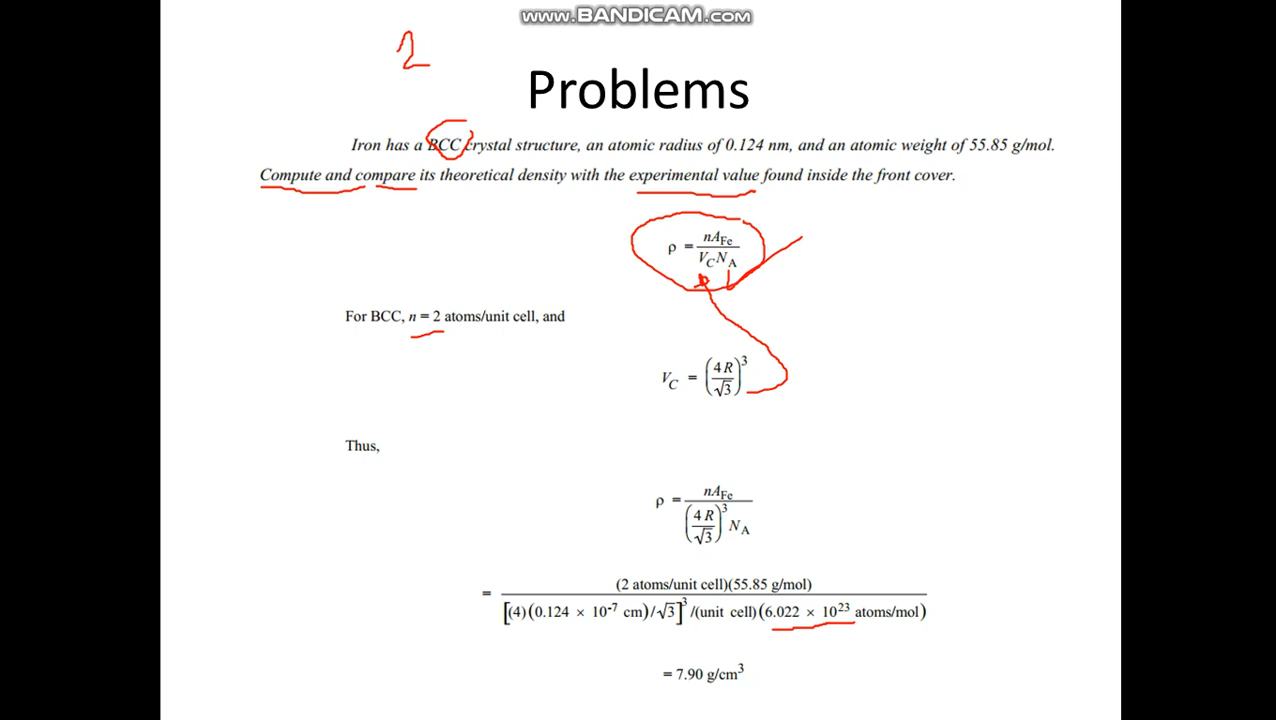 www.BANDICAM.com
2
Problems
Iron has a BCC crystal structure, an atomic radius of 0.124 nm, and an atomic weight of 55.85 g/mol.
Compute and compare its theoretical density with the experimental value found inside the front cover.
ρ = nA_Fe / V_C N_A
For BCC, n = 2 atoms/unit cell, and
V_C = (4R/√3)^3
Thus,
ρ = nA_Fe / (4R/√3)^3 N_A
= (2 atoms/unit cell)(55.85 g/mol) / [(4)(0.124 × 10^-7 cm)/√3]^3 /(unit cell)(6.022 × 10^23 atoms/mol)
= 7.90 g/cm^3